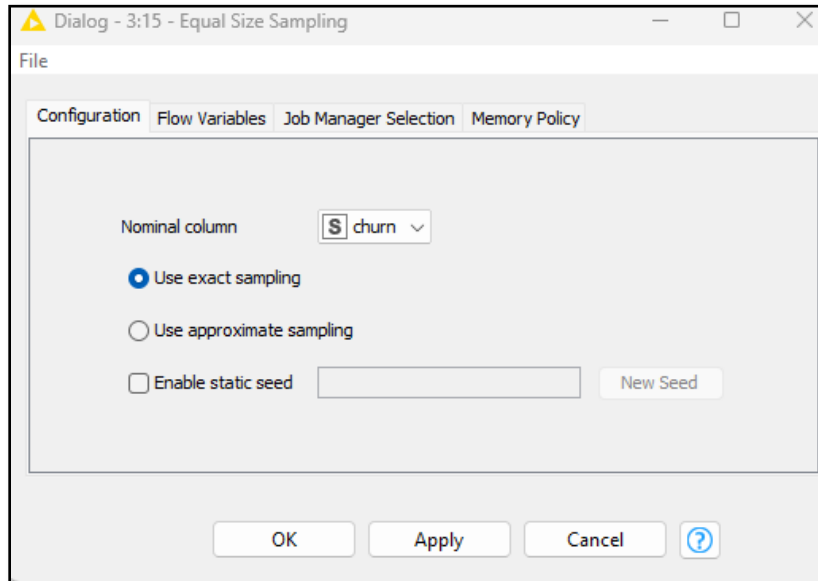 Dialog - 3:15 - Equal Size Sampling
File
Configuration Flow Variables Job Manager Selection Memory Policy
Nominal column S churn
Use exact sampling
Use approximate sampling
Enable static seed New Seed
OK Apply Cancel ?